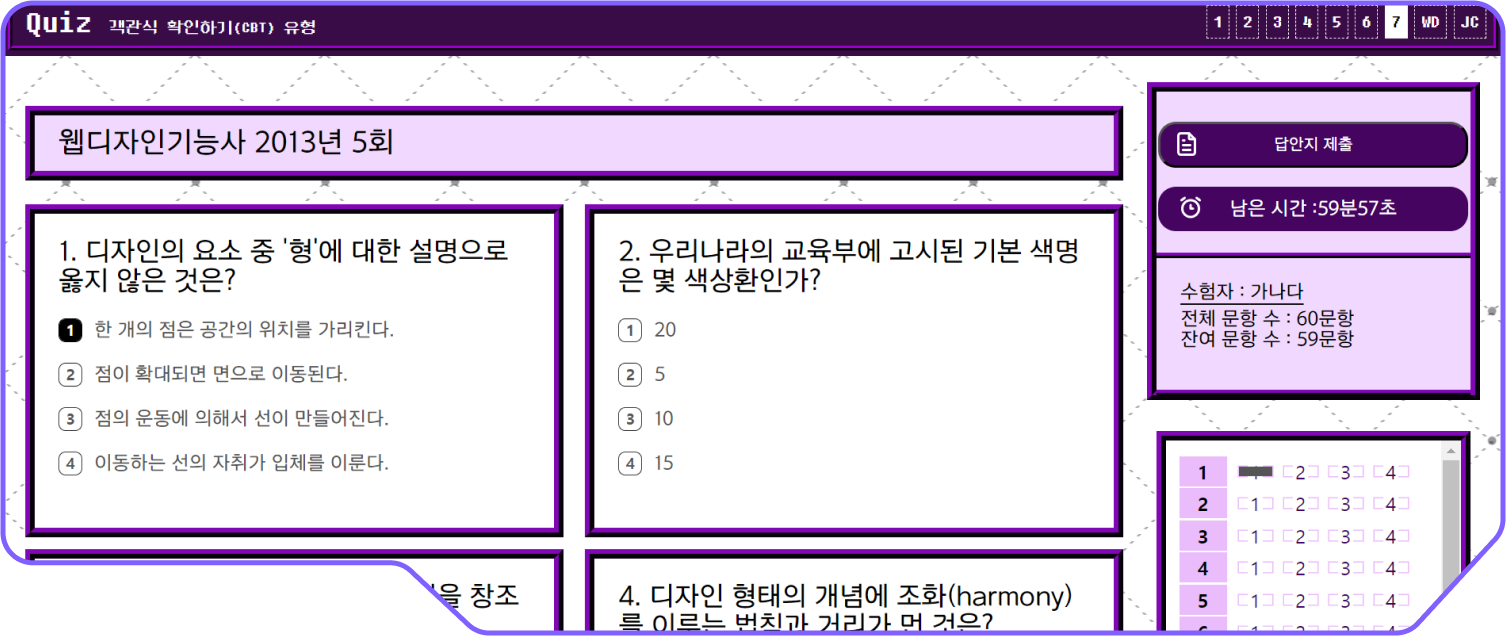 Quiz 객관식 확인하기(CBT) 유형
1 2 3 4 5 6 7 WD JC
웹디자인기능사 2013년 5회
1. 디자인의 요소 중 '형'에 대한 설명으로
옳지 않은 것은?
1 한 개의 점은 공간의 위치를 가리킨다.
2 점이 확대되면 면으로 이동된다.
3 점의 운동에 의해서 선이 만들어진다.
4 이동하는 선의 자취가 입체를 이룬다.
2. 우리나라의 교육부에 고시된 기본 색명
은 몇 색상환인가?
1 20
2 5
3 10
4 15
을 창조
4. 디자인 형태의 개념에 조화(harmony)
를 이루는 법칙과 거리가 먼 것은?
답안지 제출
남은 시간 :59분57초
수험자 : 가나다
전체 문항 수 : 60문항
잔여 문항 수 : 59문항
1 1 2 3 4
2 1 2 3 4
3 1 2 3 4
4 1 2 3 4
5 1 2 3 4
6 1 2 3 4